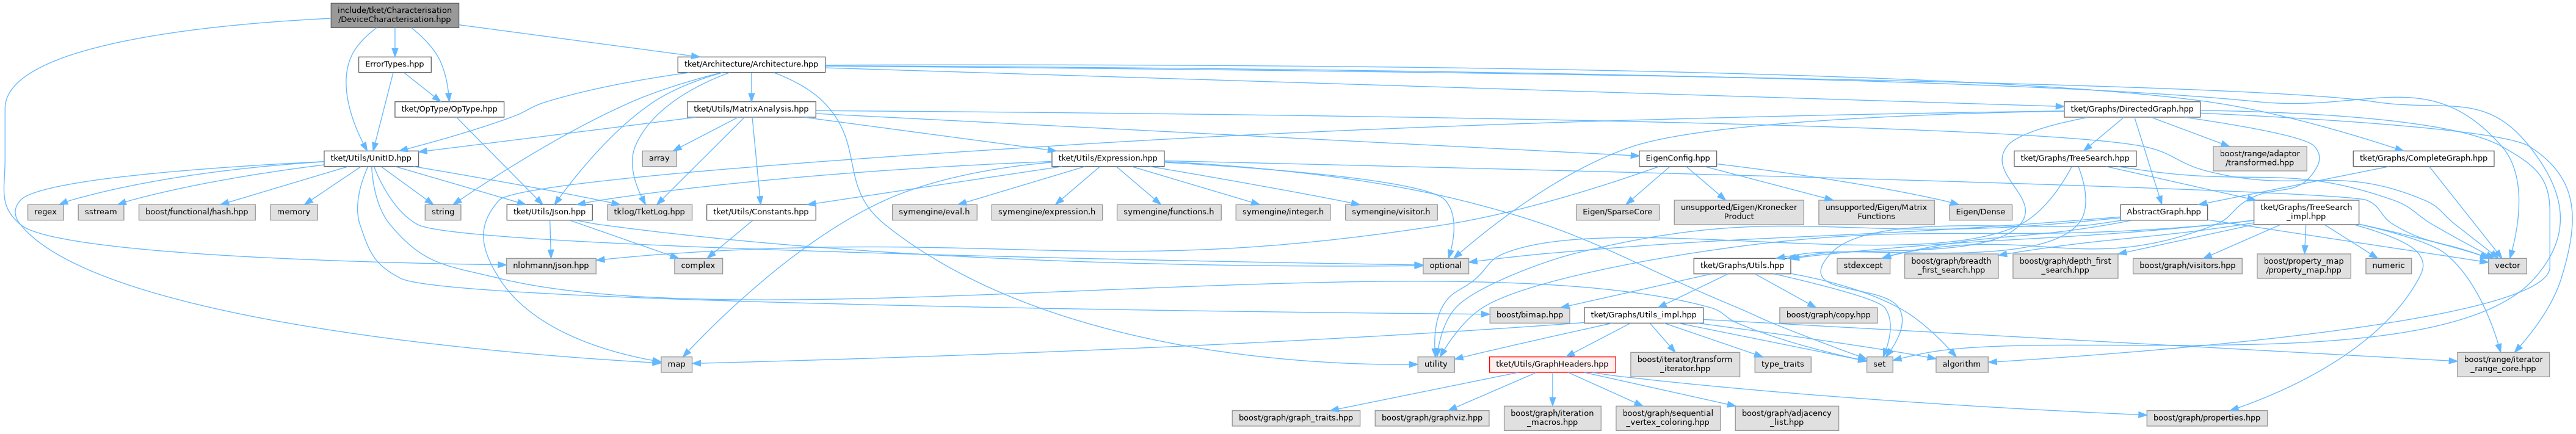 include/tket/Characterisation
/DeviceCharacterisation.hpp
ErrorTypes.hpp
tket/Architecture/Architecture.hpp
tket/OpType/OpType.hpp
tket/Utils/MatrixAnalysis.hpp
tket/Graphs/DirectedGraph.hpp
tket/Utils/UnitID.hpp
array
tket/Utils/Expression.hpp
EigenConfig.hpp
tket/Graphs/TreeSearch.hpp
boost/range/adaptor
/transformed.hpp
tket/Graphs/CompleteGraph.hpp
regex
sstream
boost/functional/hash.hpp
memory
string
tket/Utils/Json.hpp
tklog/TketLog.hpp
tket/Utils/Constants.hpp
symengine/eval.h
symengine/expression.h
symengine/functions.h
symengine/integer.h
symengine/visitor.h
Eigen/SparseCore
unsupported/Eigen/Kronecker
Product
unsupported/Eigen/Matrix
Functions
Eigen/Dense
AbstractGraph.hpp
tket/Graphs/TreeSearch
_impl.hpp
nlohmann/json.hpp
complex
optional
tket/Graphs/Utils.hpp
stdexcept
boost/graph/breadth
_first_search.hpp
boost/graph/depth_first
_search.hpp
boost/graph/visitors.hpp
boost/property_map
/property_map.hpp
numeric
vector
boost/bimap.hpp
tket/Graphs/Utils_impl.hpp
boost/graph/copy.hpp
map
utility
tket/Utils/GraphHeaders.hpp
boost/iterator/transform
_iterator.hpp
type_traits
set
algorithm
boost/range/iterator
_range_core.hpp
boost/graph/graph_traits.hpp
boost/graph/graphviz.hpp
boost/graph/iteration
_macros.hpp
boost/graph/sequential
_vertex_coloring.hpp
boost/graph/adjacency
_list.hpp
boost/graph/properties.hpp